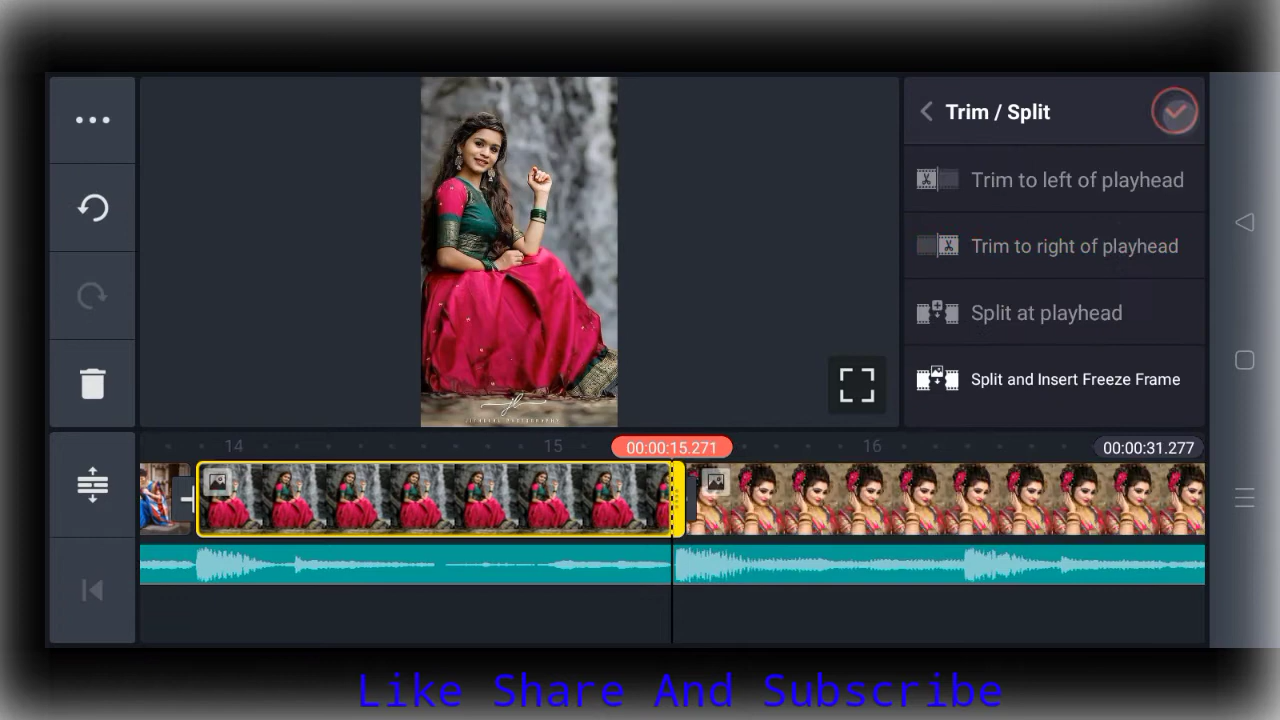 Trim / Split
Trim to left of playhead
Trim to right of playhead
Split at playhead
Split and Insert Freeze Frame
14
15
00:00:15.271
16
00:00:31.277
Like Share And Subscribe